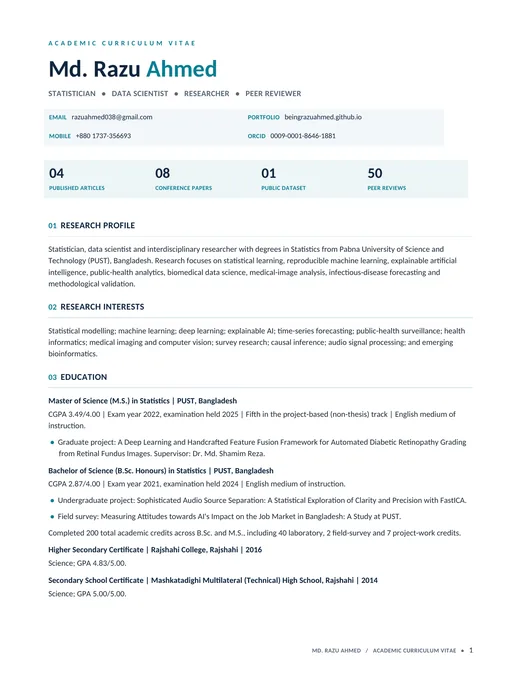 ACADEMIC CURRICULUM VITAE
Md. Razu Ahmed
STATISTICIAN ● DATA SCIENTIST ● RESEARCHER ● PEER REVIEWER
EMAIL razuahmed038@gmail.com PORTFOLIO beingrazuahmed.github.io
MOBILE +880 1737-356693 ORCID 0009-0001-8646-1881
04 08 01 50
PUBLISHED ARTICLES CONFERENCE PAPERS PUBLIC DATASET PEER REVIEWS
01 RESEARCH PROFILE
Statistician, data scientist and interdisciplinary researcher with degrees in Statistics from Pabna University of Science and
Technology (PUST), Bangladesh. Research focuses on statistical learning, reproducible machine learning, explainable artificial
intelligence, public-health analytics, biomedical data science, medical-image analysis, infectious-disease forecasting and
methodological validation.
02 RESEARCH INTERESTS
Statistical modelling; machine learning; deep learning; explainable AI; time-series forecasting; public-health surveillance; health
informatics; medical imaging and computer vision; survey research; causal inference; audio signal processing; and emerging
bioinformatics.
03 EDUCATION
Master of Science (M.S.) in Statistics | PUST, Bangladesh
CGPA 3.49/4.00 | Exam year 2022, examination held 2025 | Fifth in the project-based (non-thesis) track | English medium of
instruction.
● Graduate project: A Deep Learning and Handcrafted Feature Fusion Framework for Automated Diabetic Retinopathy Grading
from Retinal Fundus Images. Supervisor: Dr. Md. Shamim Reza.
Bachelor of Science (B.Sc. Honours) in Statistics | PUST, Bangladesh
CGPA 2.87/4.00 | Exam year 2021, examination held 2024 | English medium of instruction.
● Undergraduate project: Sophisticated Audio Source Separation: A Statistical Exploration of Clarity and Precision with FastICA.
● Field survey: Measuring Attitudes towards AI's Impact on the Job Market in Bangladesh: A Study at PUST.
Completed 200 total academic credits across B.Sc. and M.S., including 40 laboratory, 2 field-survey and 7 project-work credits.
Higher Secondary Certificate | Rajshahi College, Rajshahi | 2016
Science; GPA 4.83/5.00.
Secondary School Certificate | Mashkatadighi Multilateral (Technical) High School, Rajshahi | 2014
Science; GPA 5.00/5.00.
MD. RAZU AHMED / ACADEMIC CURRICULUM VITAE ● 1